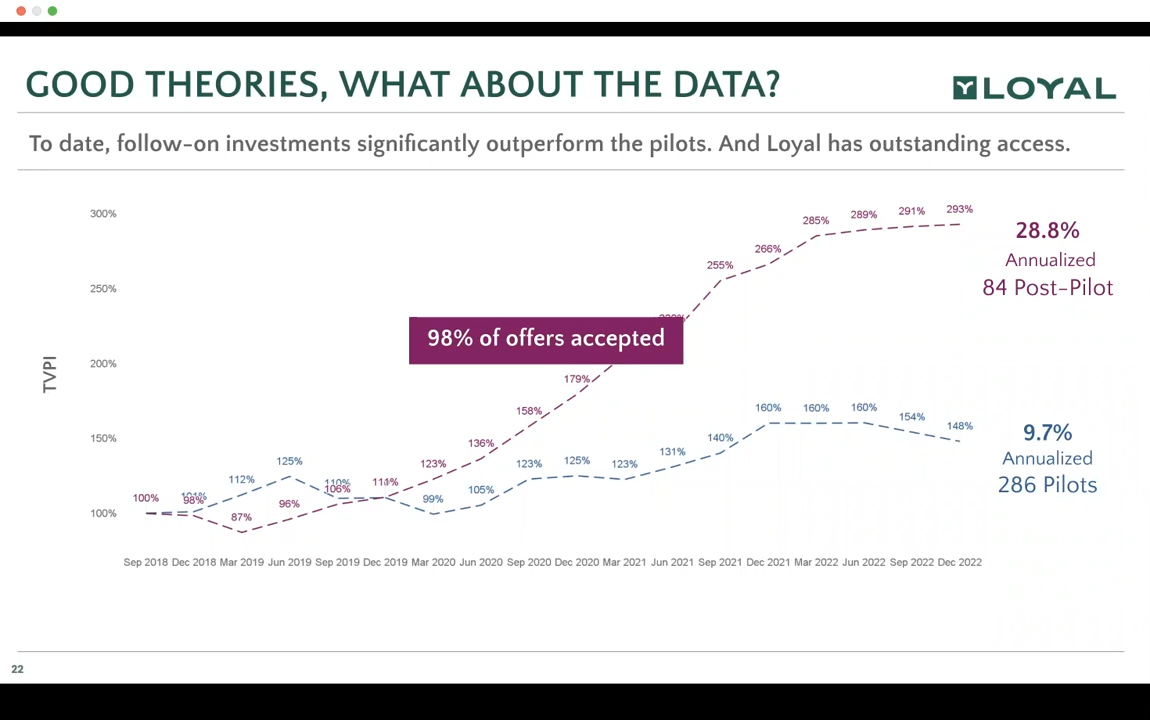 GOOD THEORIES, WHAT ABOUT THE DATA?
LOYAL
To date, follow-on investments significantly outperform the pilots. And Loyal has outstanding access.
TVPI
300%
250%
200%
150%
100%
100% 98% 87% 96% 106% 123% 136% 158% 179% 255% 266% 285% 289% 291% 293%
112% 125% 110% 99% 105% 123% 125% 123% 131% 140% 160% 160% 160% 154% 148%
98% of offers accepted
28.8%
Annualized
84 Post-Pilot
9.7%
Annualized
286 Pilots
Sep 2018 Dec 2018 Mar 2019 Jun 2019 Sep 2019 Dec 2019 Mar 2020 Jun 2020 Sep 2020 Dec 2020 Mar 2021 Jun 2021 Sep 2021 Dec 2021 Mar 2022 Jun 2022 Sep 2022 Dec 2022
22